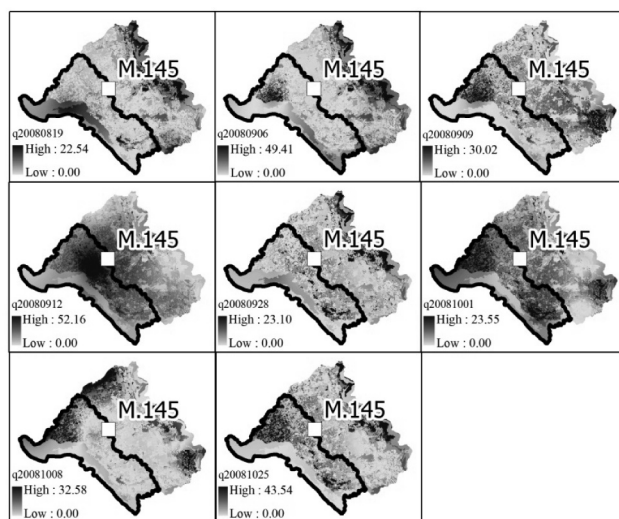 M.145
q20080819
High : 22.54
Low : 0.00
M.145
q20080906
High : 49.41
Low : 0.00
M.145
q20080909
High : 30.02
Low : 0.00
M.145
q20080912
High : 52.16
Low : 0.00
M.145
q20080928
High : 23.10
Low : 0.00
M.145
q20081001
High : 23.55
Low : 0.00
M.145
q20081008
High : 32.58
Low : 0.00
M.145
q20081025
High : 43.54
Low : 0.00